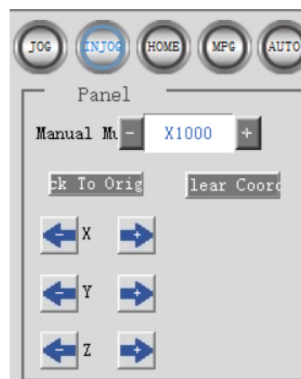 JOG INJOG HOME MPG AUTO
Panel
Manual Mu - X1000 +
ck To Orig lear Coord
- X +
- Y +
- Z +